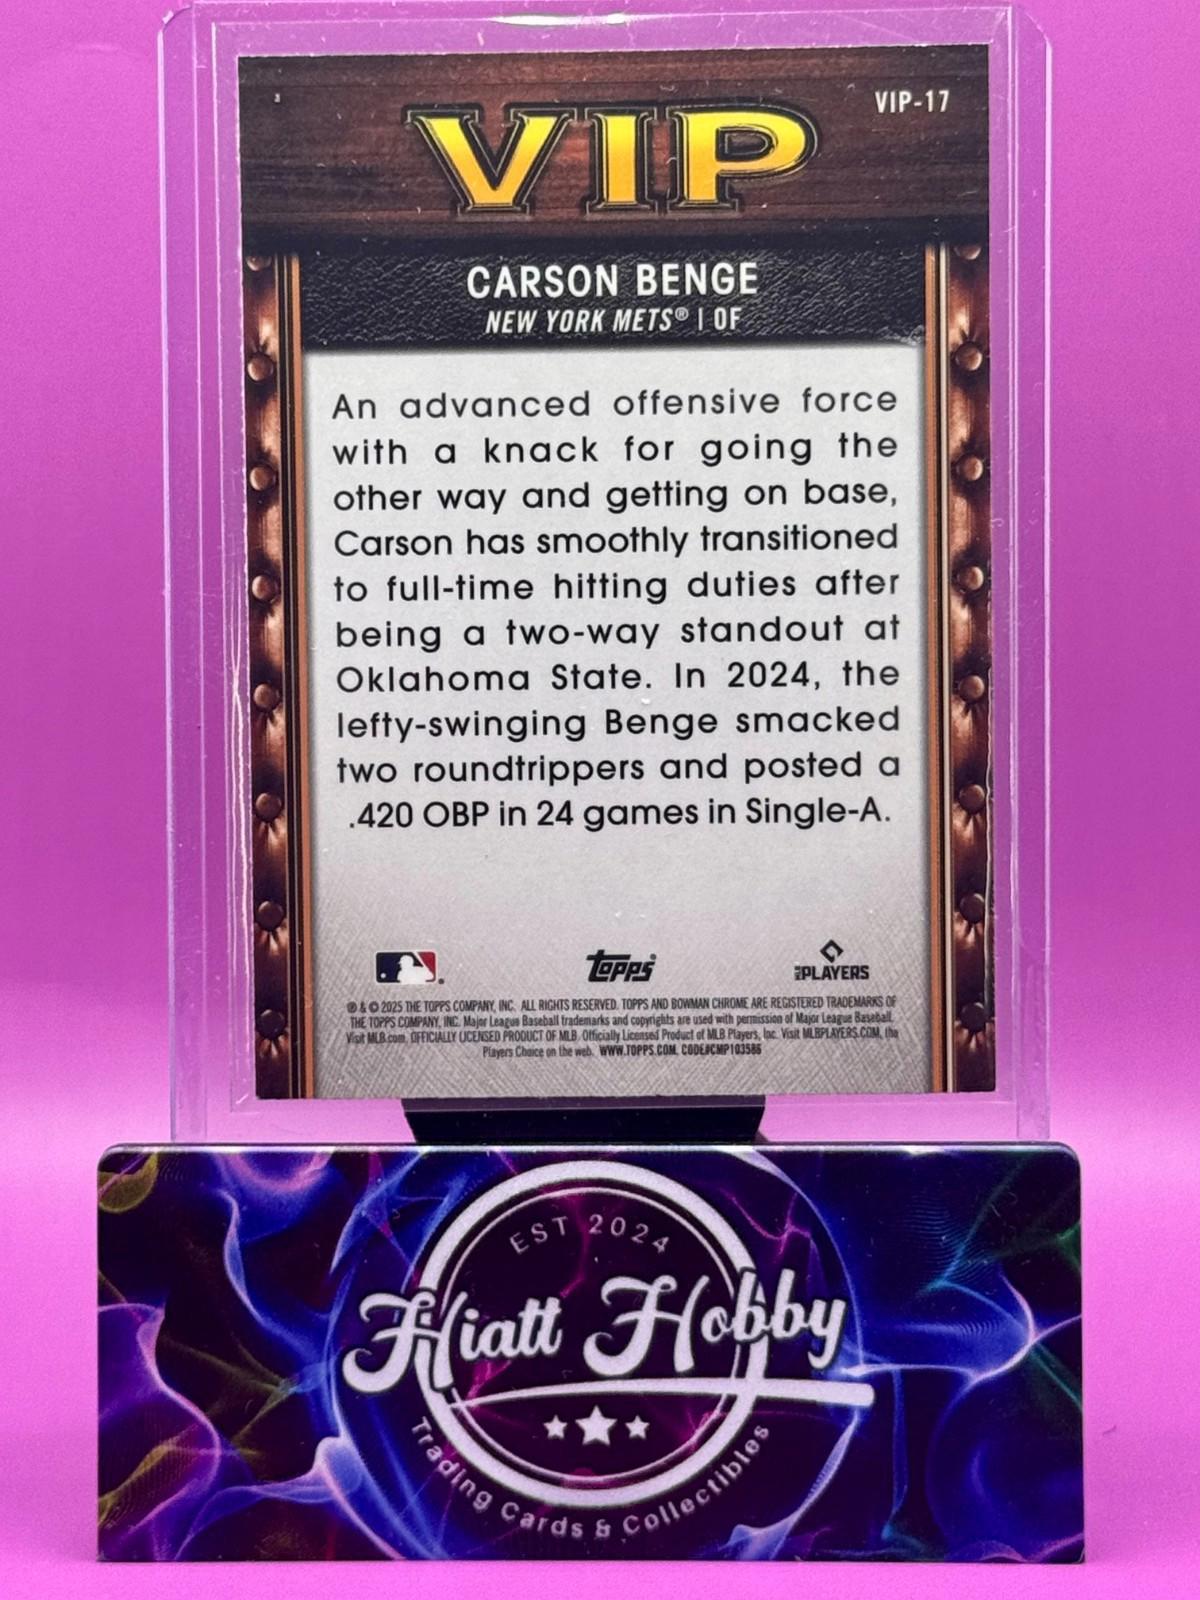 VIP-17
VIP
CARSON BENGE
NEW YORK METS® | OF
An advanced offensive force
with a knack for going the
other way and getting on base,
Carson has smoothly transitioned
to full-time hitting duties after
being a two-way standout at
Oklahoma State. In 2024, the
lefty-swinging Benge smacked
two roundtrippers and posted a
.420 OBP in 24 games in Single-A.
topps
PLAYERS
® & © 2025 THE TOPPS COMPANY, INC. ALL RIGHTS RESERVED. TOPPS AND BOWMAN CHROME ARE REGISTERED TRADEMARKS OF
THE TOPPS COMPANY, INC. Major League Baseball trademarks and copyrights are used with permission of Major League Baseball.
Visit MLB.com. OFFICIALLY LICENSED PRODUCT OF MLB Officially Licensed Product of MLB Players, Inc. Visit MLBPLAYERS.COM, the
Players Choice on the web. WWW.TOPPS.COM. CODE#CMP103586
EST 2024
Hiatt Hobby
Trading Cards & Collectibles